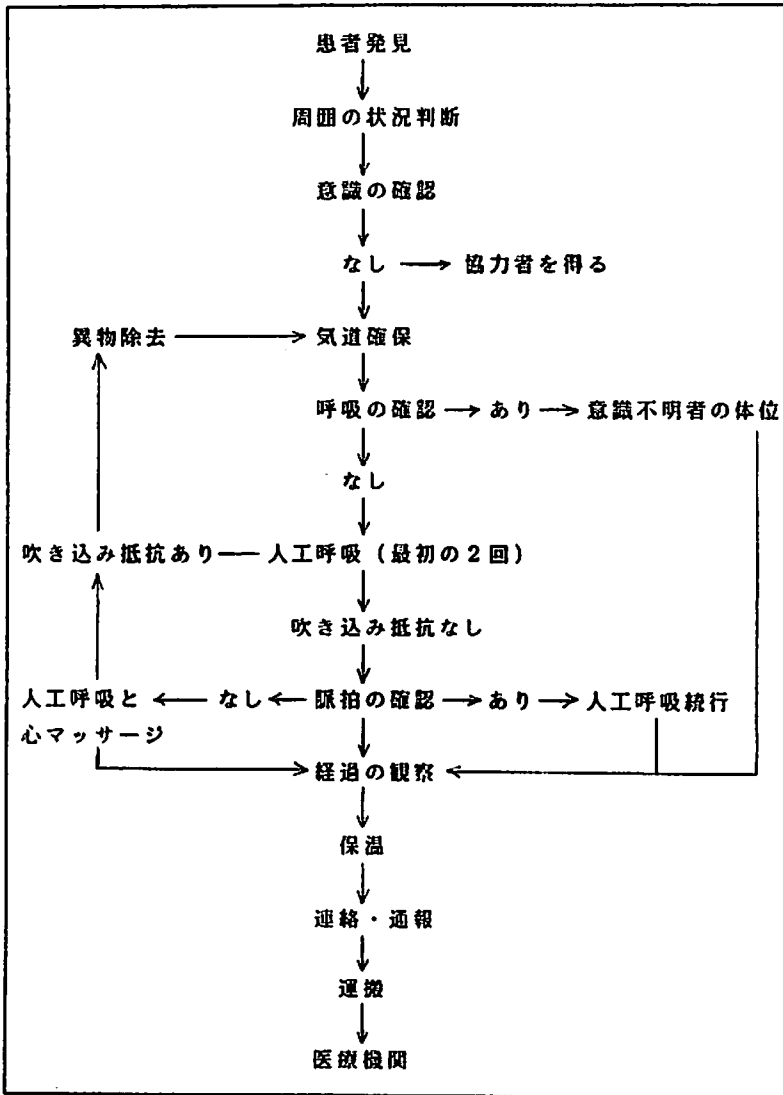 患者発見
周囲の状況判断
意識の確認
なし → 協力者を得る
異物除去 → 気道確保
呼吸の確認 → あり → 意識不明者の体位
なし
吹き込み抵抗あり ― 人工呼吸(最初の2回)
吹き込み抵抗なし
人工呼吸と ← なし ← 脈拍の確認 → あり → 人工呼吸続行
心マッサージ
経過の観察
保温
連絡・通報
運搬
医療機関